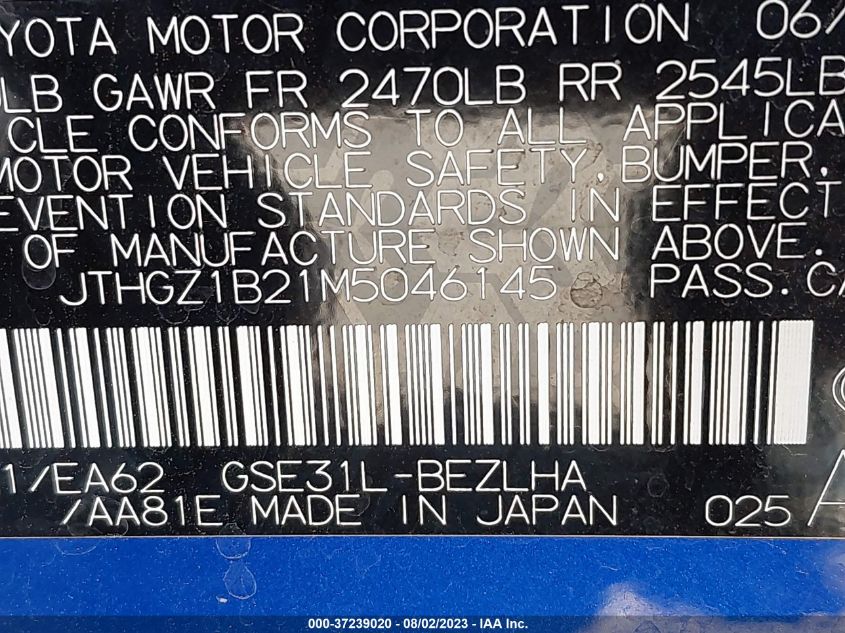 YOTA MOTOR CORPORATION 06/
LB GAWR FR 2470LB RR 2545LB
CLE CONFORMS TO ALL APPLICA
MOTOR VEHICLE SAFETY, BUMPER,
EVENTION STANDARDS IN EFFECT
OF MANUFACTURE SHOWN ABOVE.
JTHGZ1B21M5046145 PASS.CA
1/EA62 GSE31L-BEZLHA
/AA81E MADE IN JAPAN 025 A
000-37239020 - 08/02/2023 - IAA Inc.